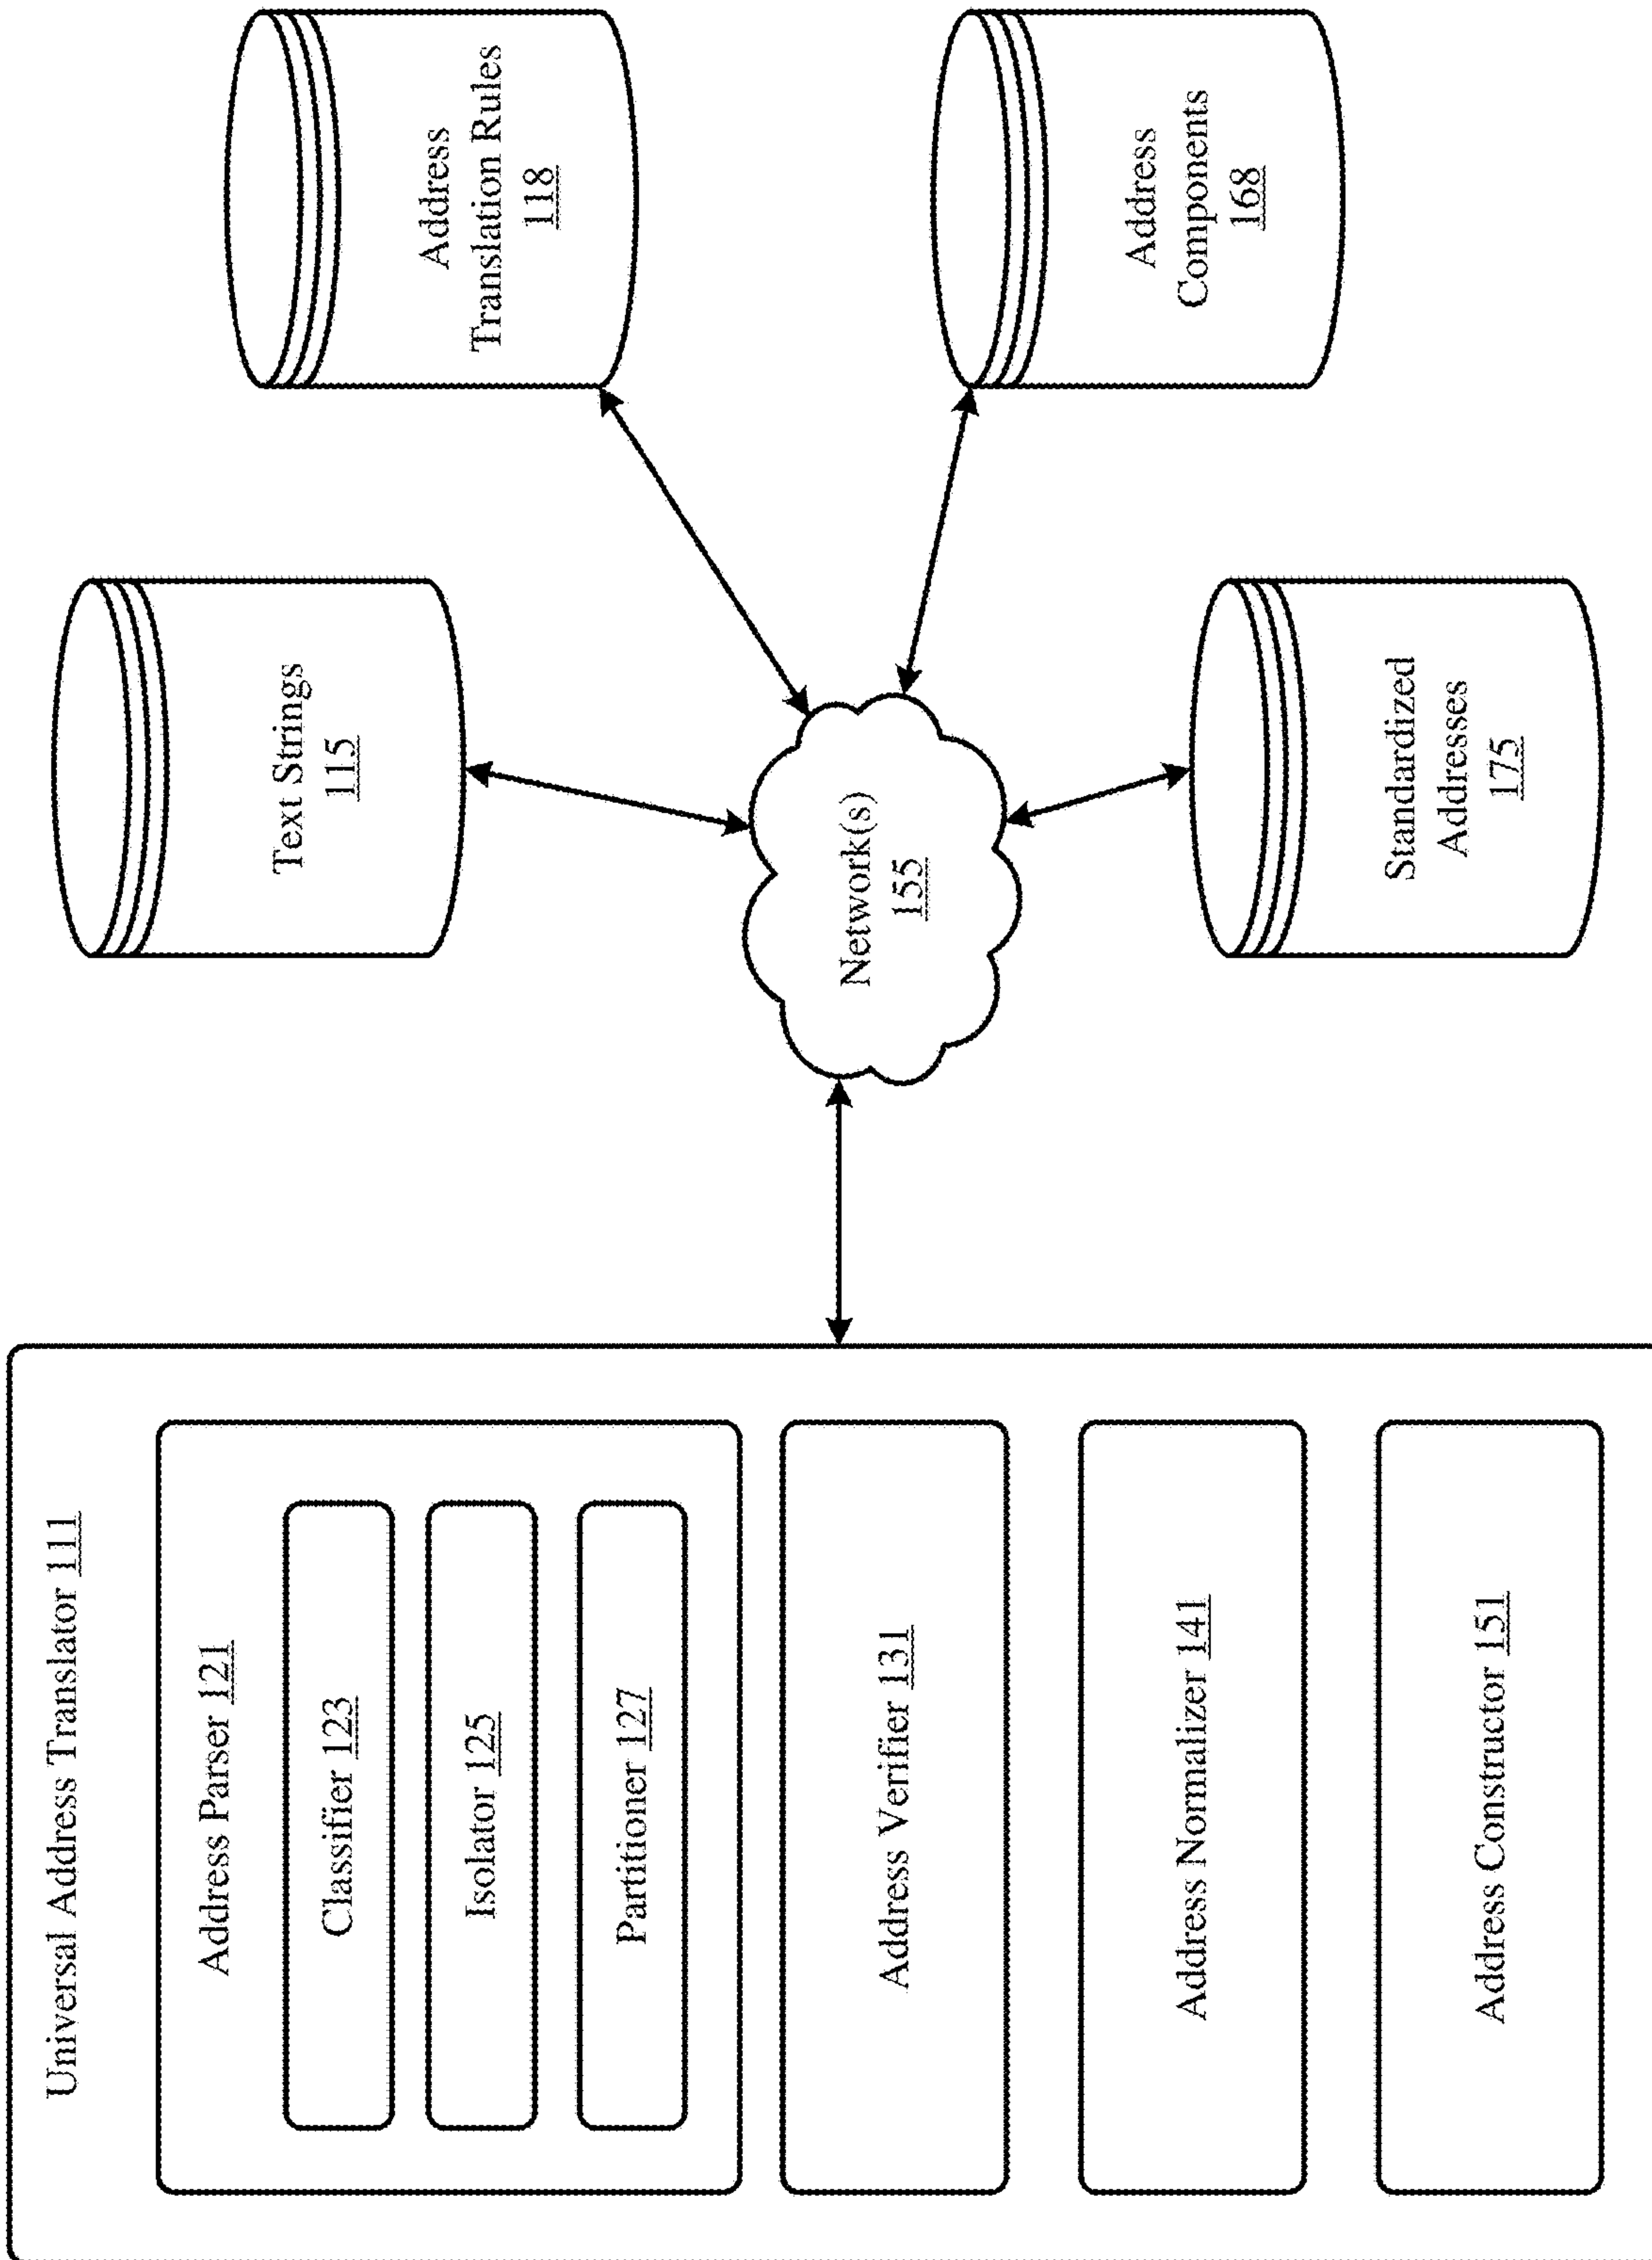 Universal Address Translator 111
Address Parser 121
Classifier 123
Isolator 125
Partitioner 127
Address Verifier 131
Address Normalizer 141
Address Constructor 151
Network(s)
155
Text Strings
115
Address
Translation Rules
118
Standardized
Addresses
175
Address
Components
168